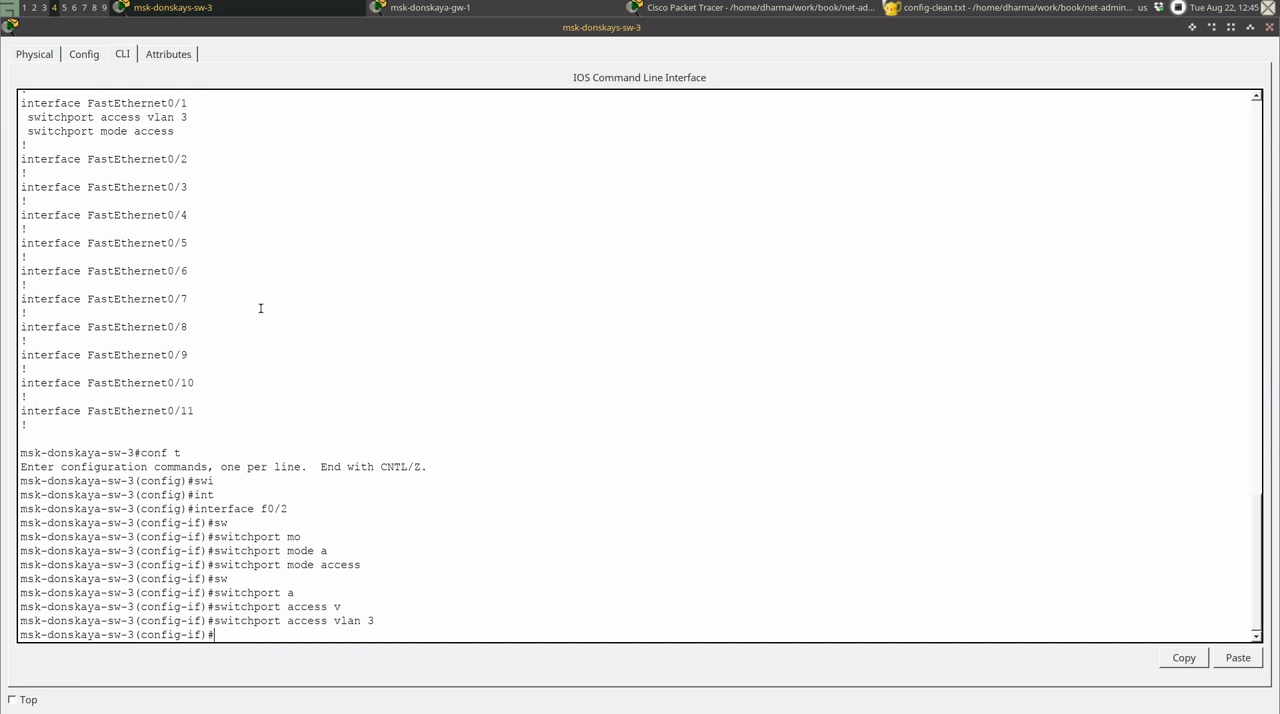 1 2 3 4 5 6 7 8 9 msk-donskays-sw-3 msk-donskaya-gw-1 Cisco Packet Tracer - /home/dharma/work/book/net-ad... config-clean.txt - /home/dharma/work/book/net-admin... us Tue Aug 22, 12:45
msk-donskays-sw-3
Physical Config CLI Attributes
IOS Command Line Interface
!
interface FastEthernet0/1
switchport access vlan 3
switchport mode access
!
interface FastEthernet0/2
!
interface FastEthernet0/3
!
interface FastEthernet0/4
!
interface FastEthernet0/5
!
interface FastEthernet0/6
!
interface FastEthernet0/7
!
interface FastEthernet0/8
!
interface FastEthernet0/9
!
interface FastEthernet0/10
!
interface FastEthernet0/11
!
msk-donskaya-sw-3#conf t
Enter configuration commands, one per line.  End with CNTL/Z.
msk-donskaya-sw-3(config)#swi
msk-donskaya-sw-3(config)#int
msk-donskaya-sw-3(config)#interface f0/2
msk-donskaya-sw-3(config-if)#sw
msk-donskaya-sw-3(config-if)#switchport mo
msk-donskaya-sw-3(config-if)#switchport mode a
msk-donskaya-sw-3(config-if)#switchport mode access
msk-donskaya-sw-3(config-if)#sw
msk-donskaya-sw-3(config-if)#switchport a
msk-donskaya-sw-3(config-if)#switchport access v
msk-donskaya-sw-3(config-if)#switchport access vlan 3
msk-donskaya-sw-3(config-if)#
Copy Paste
Top